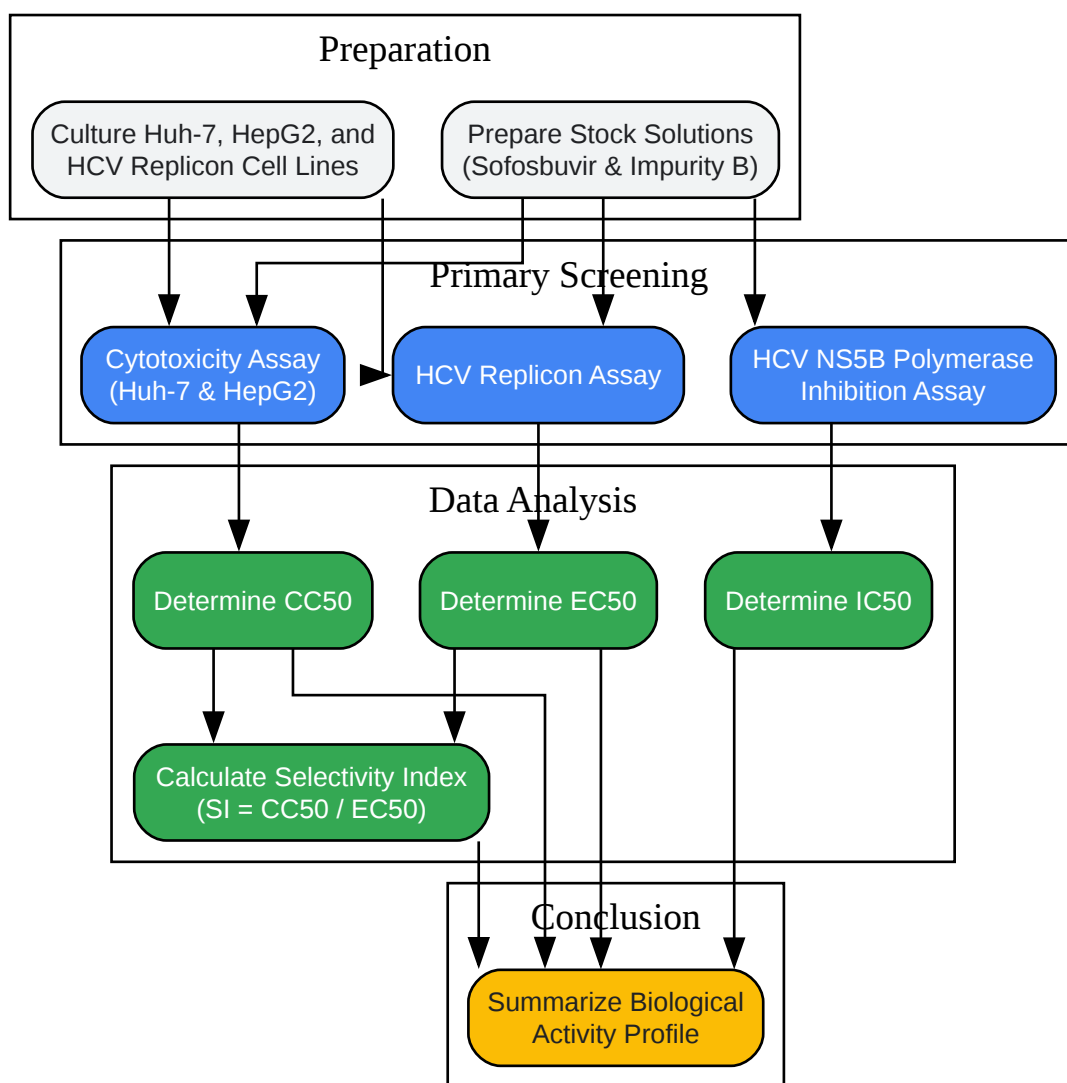 Preparation
Culture Huh-7, HepG2, and
HCV Replicon Cell Lines
Prepare Stock Solutions
(Sofosbuvir & Impurity B)
Primary Screening
Cytotoxicity Assay
(Huh-7 & HepG2)
HCV Replicon Assay
HCV NS5B Polymerase
Inhibition Assay
Data Analysis
Determine CC50
Determine EC50
Determine IC50
Calculate Selectivity Index
(SI = CC50 / EC50)
Conclusion
Summarize Biological
Activity Profile